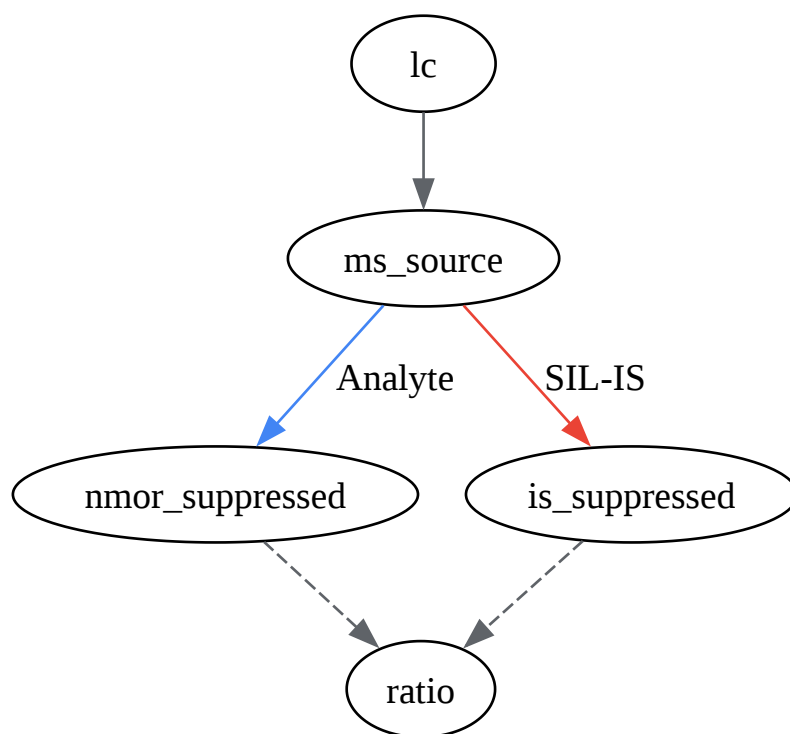 lc
ms_source
Analyte
SIL-IS
nmor_suppressed
is_suppressed
ratio